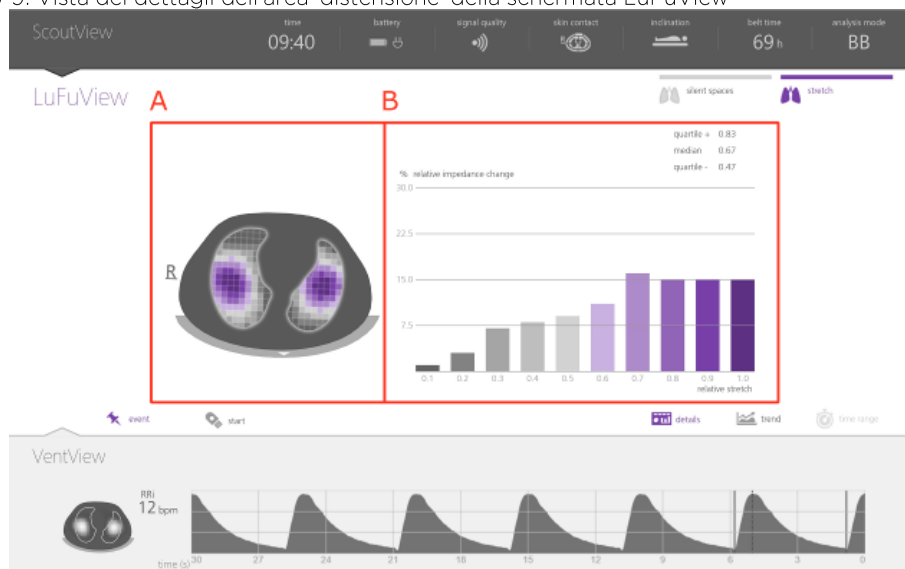 9. Vista dei dettagli dell'area 'distensione' della schermata LuFuView
ScoutView
time
09:40
battery
signal quality
skin contact
inclination
belt time
69 h
analysis mode
BB
LuFuView
A
B
silent spaces
stretch
quartile + 0.83
median 0.67
quartile - 0.47
% relative impedance change
30.0
22.5
15.0
7.5
R
0.1 0.2 0.3 0.4 0.5 0.6 0.7 0.8 0.9 1.0
relative stretch
event
start
details
trend
time range
VentView
RRi
12 bpm
time (s) 30 27 24 21 18 15 12 9 6 3 0